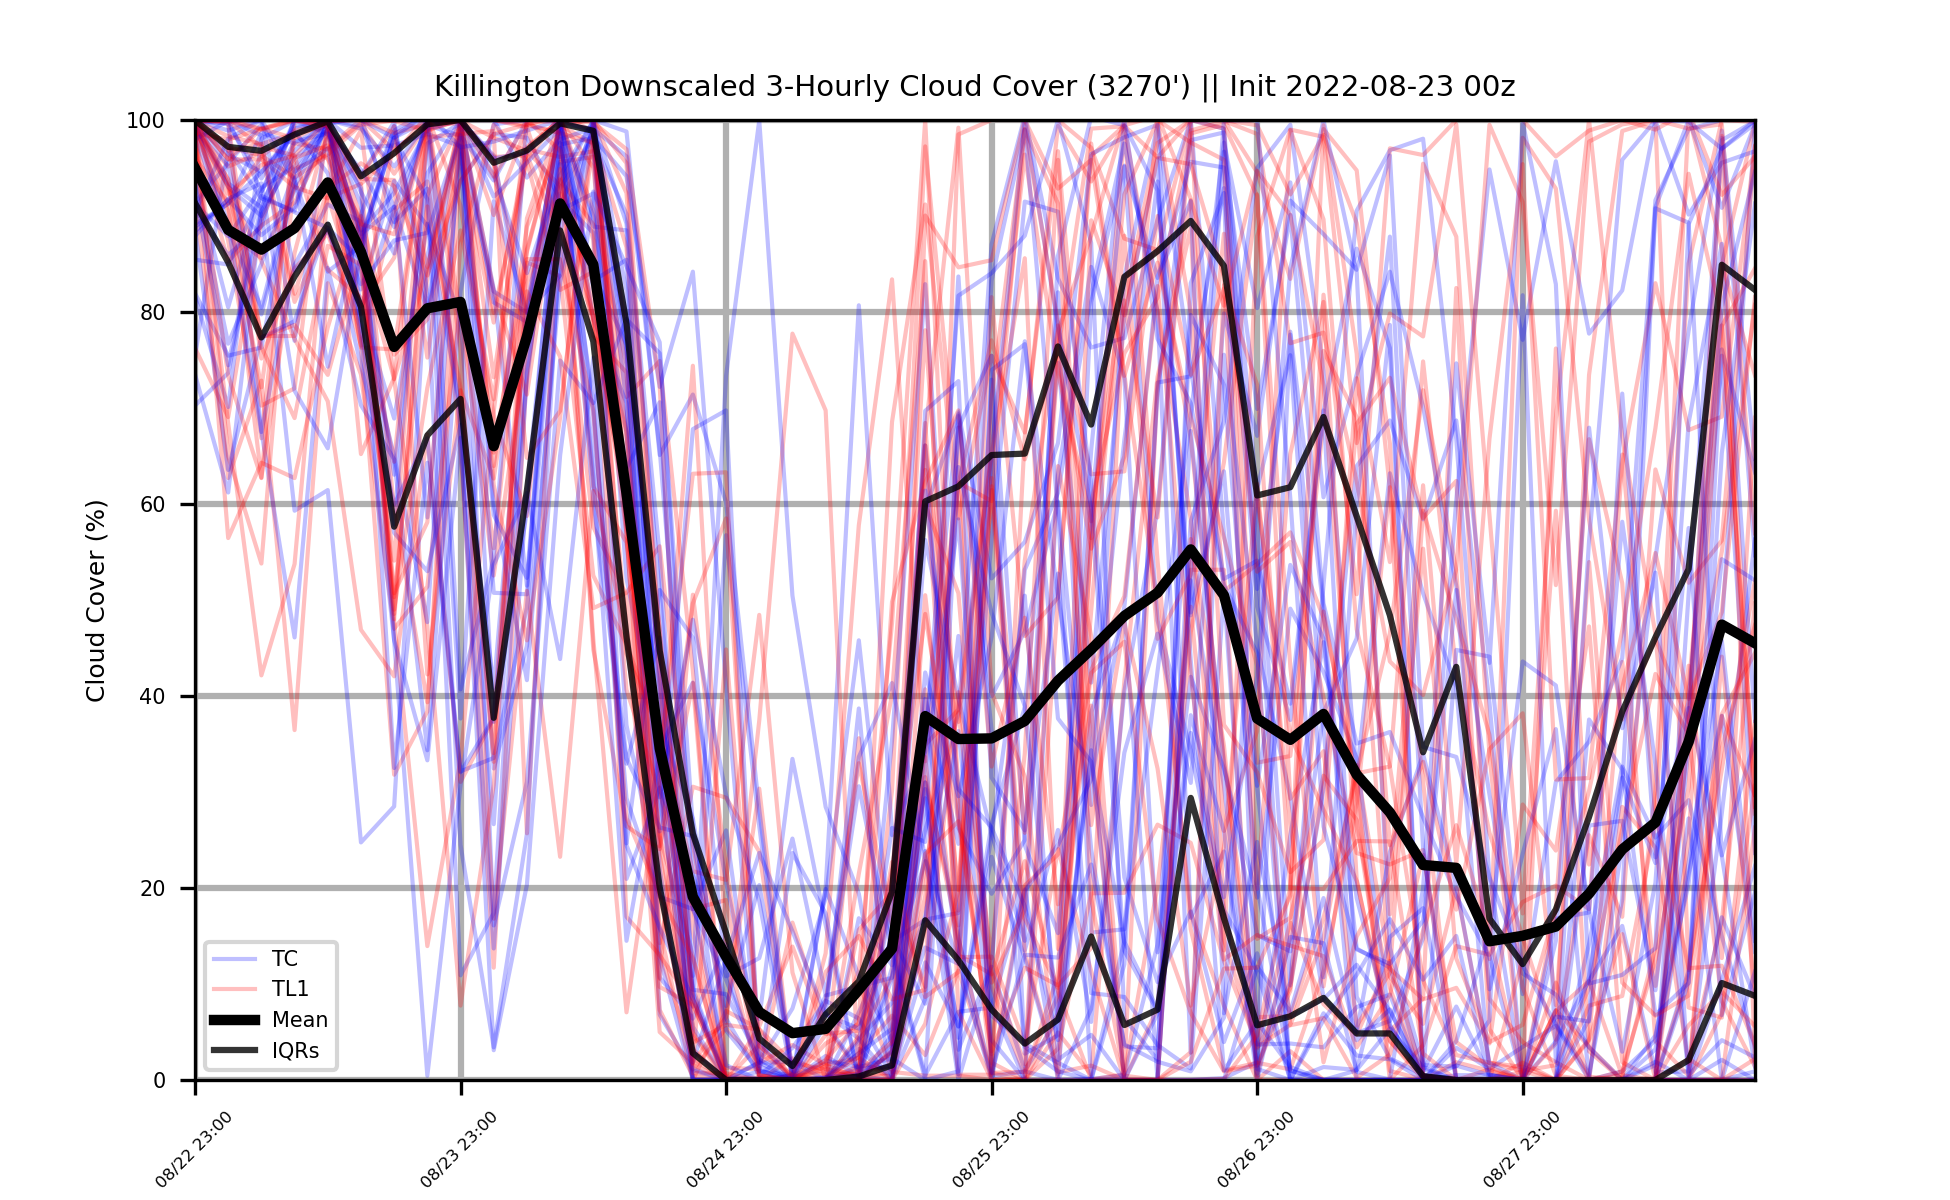 Killington Downscaled 3-Hourly Cloud Cover (3270') || Init 2022-08-23 00z
100
80
60
40
20
0
Cloud Cover (%)
TC
TL1
Mean
IQRs
08/22 23:00
08/23 23:00
08/24 23:00
08/25 23:00
08/26 23:00
08/27 23:00